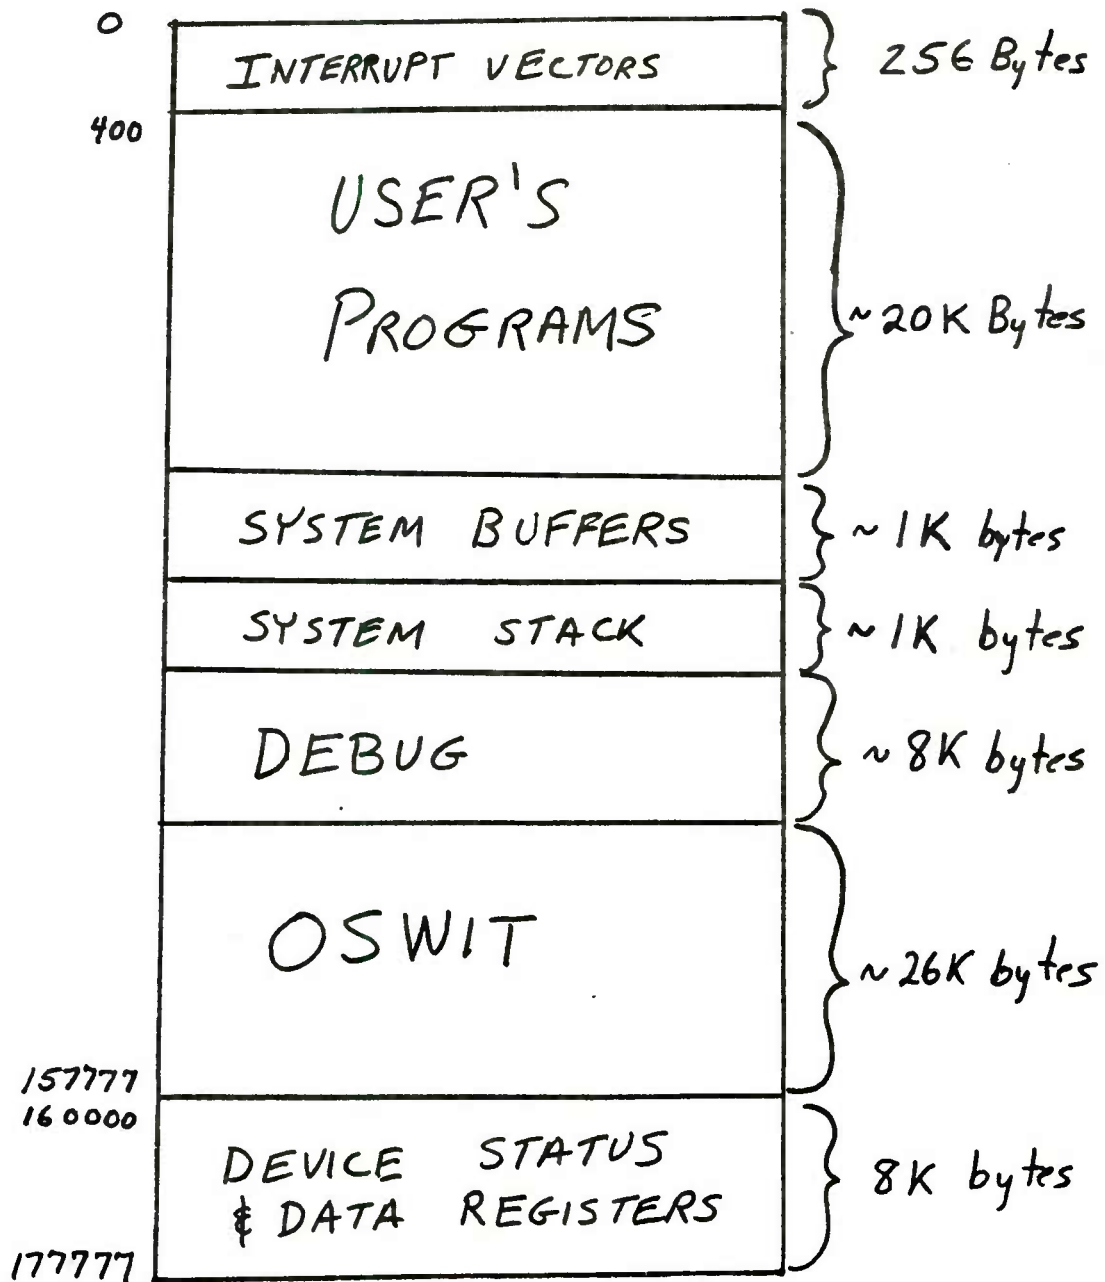 0
INTERRUPT VECTORS
256 Bytes
400
USER'S
PROGRAMS
~20K Bytes
SYSTEM BUFFERS
~1K bytes
SYSTEM STACK
~1K bytes
DEBUG
~8K bytes
OSWIT
~26K bytes
157777
160000
DEVICE STATUS
& DATA REGISTERS
8K bytes
177777